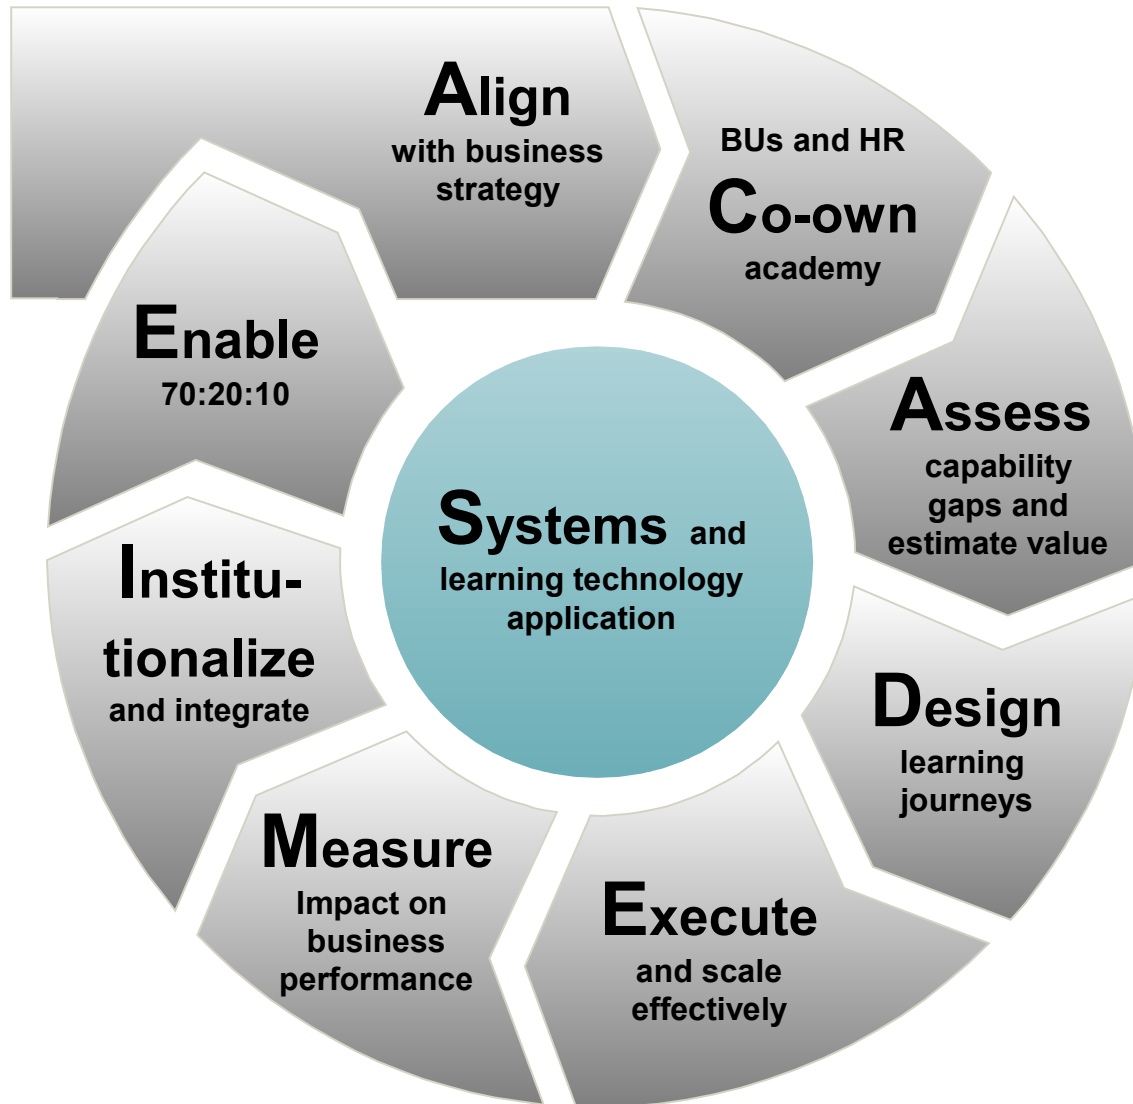 Align
with business
strategy
BUs and HR
Co-own
academy
Assess
capability
gaps and
estimate value
Design
learning
journeys
Execute
and scale
effectively
Measure
Impact on
business
performance
Institu-
tionalize
and integrate
Enable
70:20:10
Systems and
learning technology
application